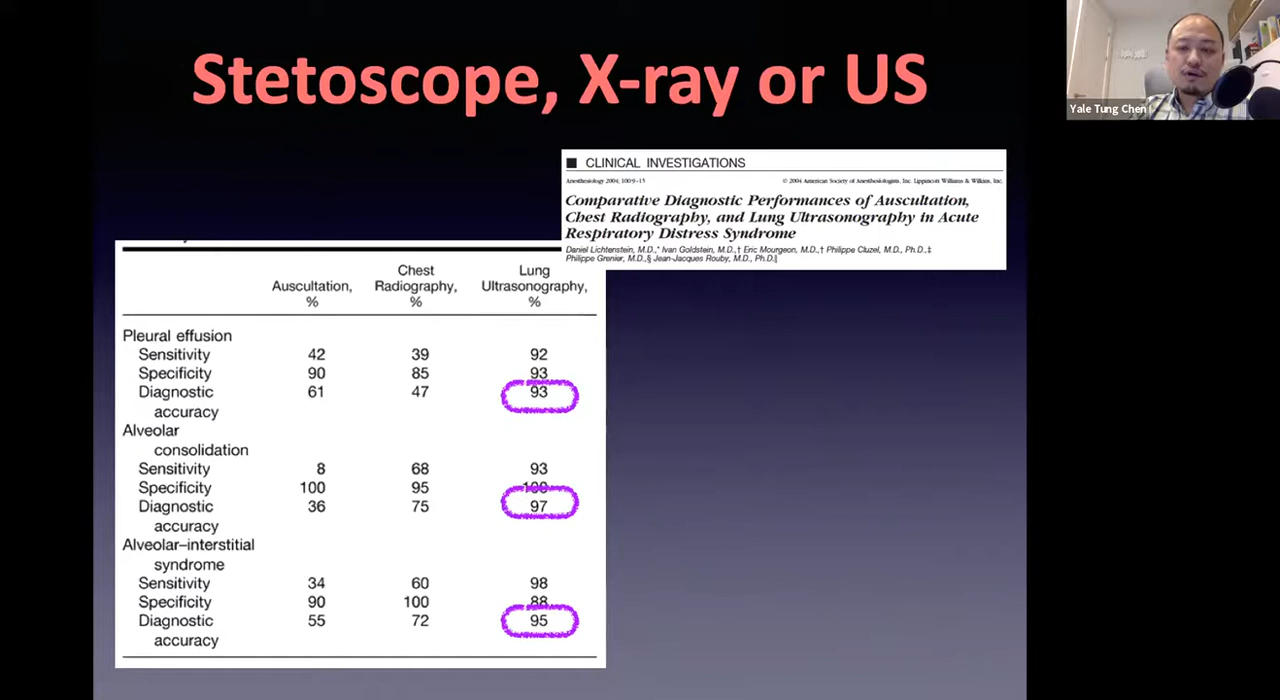 Stetoscope, X-ray or US
Yale Tung Chen
CLINICAL INVESTIGATIONS
Anesthesiology 2004; 100:9–15 © 2004 American Society of Anesthesiologists, Inc. Lippincott Williams & Wilkins, Inc.
Comparative Diagnostic Performances of Auscultation,
Chest Radiography, and Lung Ultrasonography in Acute
Respiratory Distress Syndrome
Daniel Lichtenstein, M.D.,* Ivan Goldstein, M.D.,† Eric Mourgeon, M.D.,† Philippe Cluzel, M.D., Ph.D.,‡
Philippe Grenier, M.D.,§ Jean-Jacques Rouby, M.D., Ph.D.∥
Chest Lung
Auscultation, Radiography, Ultrasonography,
% % %
Pleural effusion
Sensitivity 42 39 92
Specificity 90 85 93
Diagnostic 61 47 93
accuracy
Alveolar
consolidation
Sensitivity 8 68 93
Specificity 100 95 100
Diagnostic 36 75 97
accuracy
Alveolar–interstitial
syndrome
Sensitivity 34 60 98
Specificity 90 100 88
Diagnostic 55 72 95
accuracy